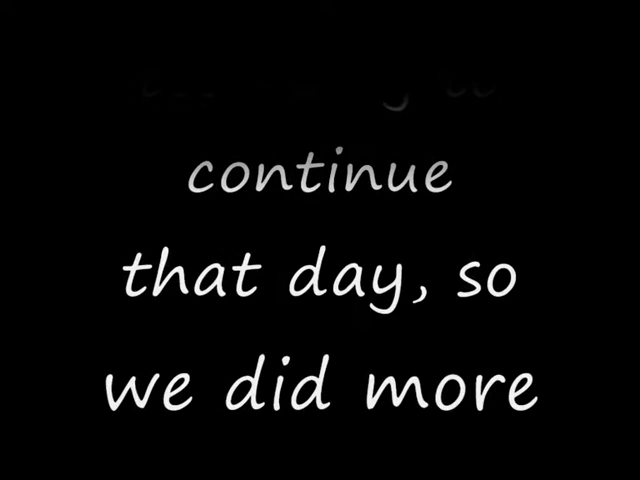 continue
that day, so
we did more